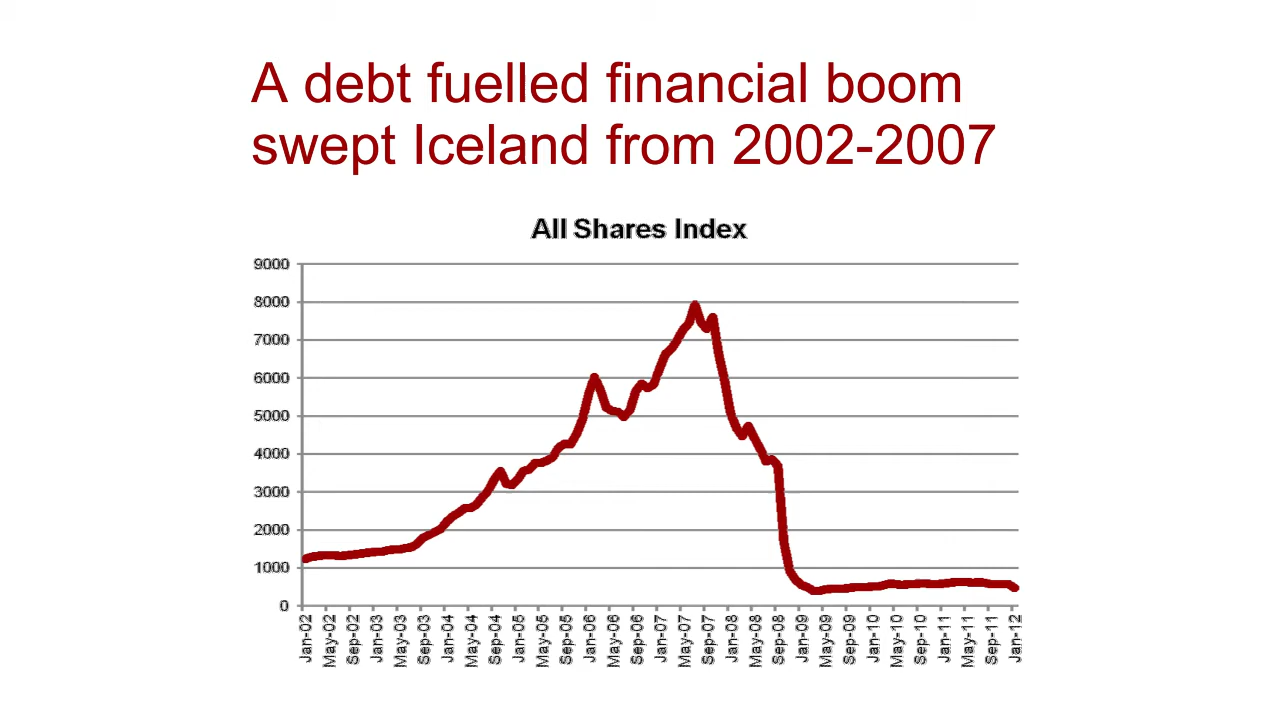 A debt fuelled financial boom
swept Iceland from 2002-2007
All Shares Index
9000
8000
7000
6000
5000
4000
3000
2000
1000
0
Jan-02
May-02
Sep-02
Jan-03
May-03
Sep-03
Jan-04
May-04
Sep-04
Jan-05
May-05
Sep-05
Jan-06
May-06
Sep-06
Jan-07
May-07
Sep-07
Jan-08
May-08
Sep-08
Jan-09
May-09
Sep-09
Jan-10
May-10
Sep-10
Jan-11
May-11
Sep-11
Jan-12